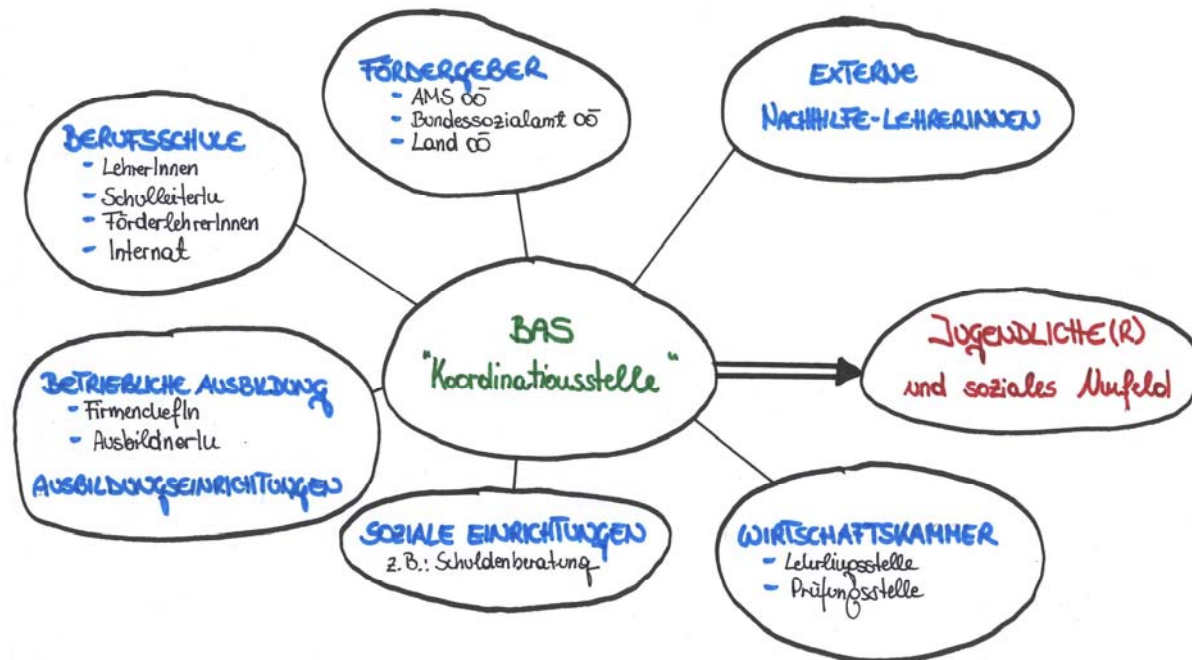 FÖRDERGEBER
- AMS OÖ
- Bundessozialamt OÖ
- Land OÖ
EXTERNE
NACHHILFE-LEHRERINNEN
BERUFSSCHULE
- LehrerInnen
- SchulleiterIn
- FörderlehrerInnen
- Internat
BAS
"Koordinationsstelle"
JUGENDLICHE(R)
und soziales Umfeld
BETRIEBLICHE AUSBILDUNG
- FirmenchefIn
- AusbildnerIn
AUSBILDUNGSEINRICHTUNGEN
SOZIALE EINRICHTUNGEN
z.B.: Schuldenberatung
WIRTSCHAFTSKAMMER
- Lehrlingsstelle
- Prüfungsstelle